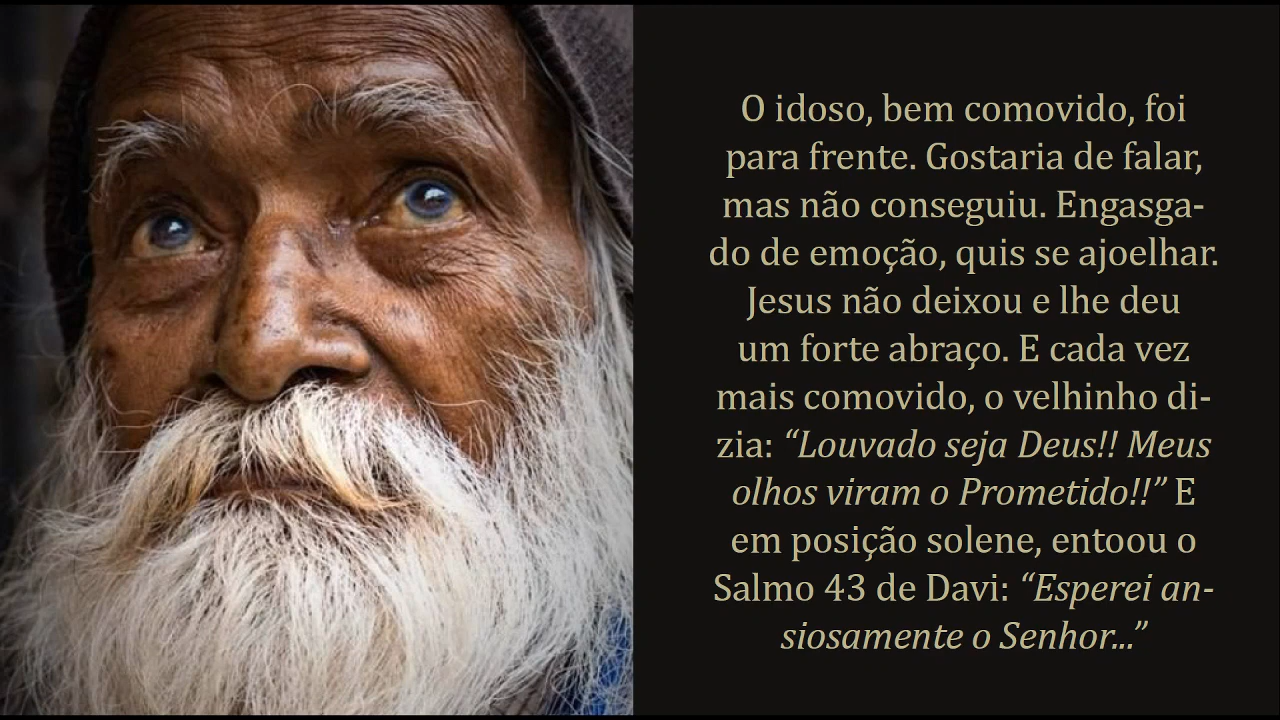 O idoso, bem comovido, foi
para frente. Gostaria de falar,
mas não conseguiu. Engasga-
do de emoção, quis se ajoelhar.
Jesus não deixou e lhe deu
um forte abraço. E cada vez
mais comovido, o velhinho di-
zia: “Louvado seja Deus!! Meus
olhos viram o Prometido!!” E
em posição solene, entoou o
Salmo 43 de Davi: “Esperei an-
siosamente o Senhor...”